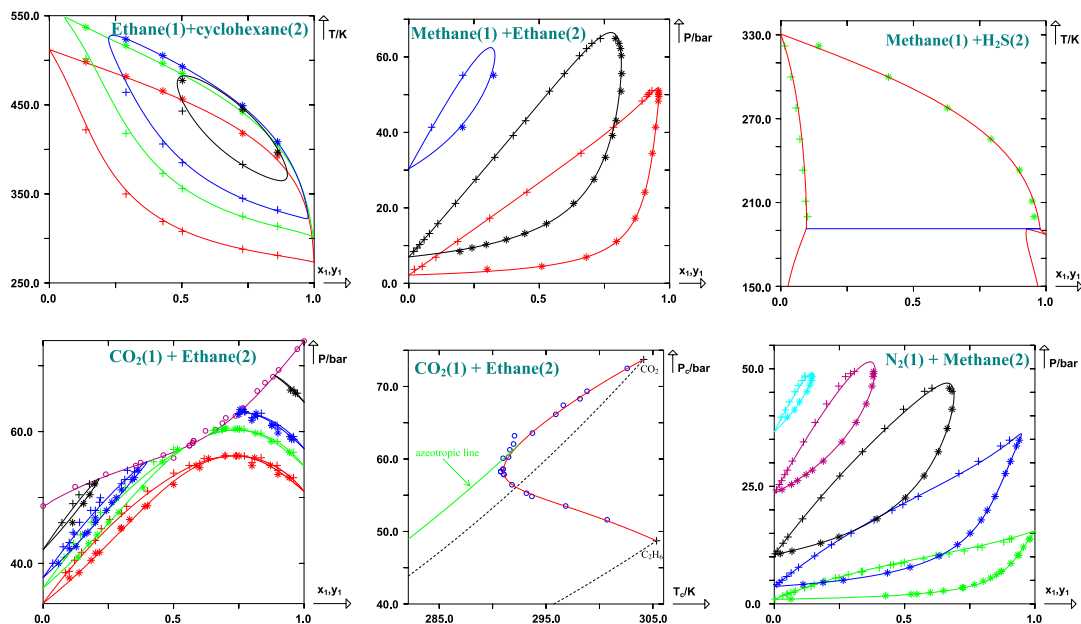 Ethane(1)+cyclohexane(2)
T/K
550.0
450.0
350.0
250.0
0.0
0.5
1.0
x₁,y₁
Methane(1) +Ethane(2)
P/bar
60.0
40.0
20.0
0.0
0.0
0.5
1.0
x₁,y₁
Methane(1) +H₂S(2)
T/K
330.0
270.0
210.0
150.0
0.0
0.5
1.0
x₁,y₁
CO₂(1) + Ethane(2)
P/bar
60.0
40.0
0.0
0.5
1.0
x₁,y₁
CO₂(1) + Ethane(2)
P꜀/bar
CO₂
azeotropic line
C₂H₆
70.0
60.0
50.0
40.0
285.0
295.0
305.0
T꜀/K
N₂(1) + Methane(2)
P/bar
50.0
25.0
0.0
0.0
0.5
1.0
x₁,y₁